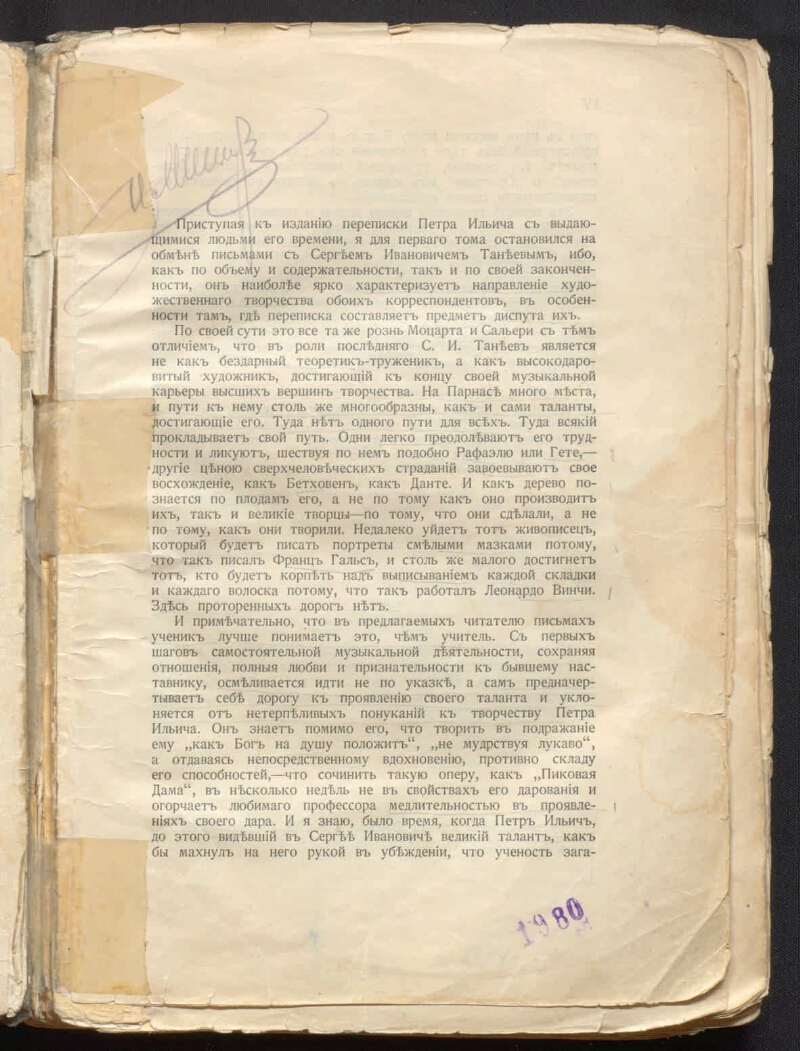 Приступая къ изданію переписки Петра Ильича съ выдаю-
щимися людьми его времени, я для перваго тома остановился на
обмѣнѣ письмами съ Сергѣемъ Ивановичемъ Танѣевымъ, ибо,
какъ по объему и содержательности, такъ и по своей закончен-
ности, онъ наиболѣе ярко характеризуетъ направленіе худо-
жественнаго творчества обоихъ корреспондентовъ, въ особен-
ности тамъ, гдѣ переписка составляетъ предметъ диспута ихъ.
По своей сути это все та же рознь Моцарта и Сальери съ тѣмъ
отличіемъ, что въ роли послѣдняго С. И. Танѣевъ является
не какъ бездарный теоретикъ-труженикъ, а какъ высокодаро-
витый художникъ, достигающій къ концу своей музыкальной
карьеры высшихъ вершинъ творчества. На Парнасѣ много мѣста,
и пути къ нему столь же многообразны, какъ и сами таланты,
достигающіе его. Туда нѣтъ одного пути для всѣхъ. Туда всякій
прокладываетъ свой путь. Одни легко преодолѣваютъ его труд-
ности и ликуютъ, шествуя по немъ подобно Рафаэлю или Гете,—
другіе цѣною сверхчеловѣческихъ страданій завоевываютъ свое
восхожденіе, какъ Бетховенъ, какъ Данте. И какъ дерево по-
знается по плодамъ его, а не по тому какъ оно производитъ
ихъ, такъ и великіе творцы—по тому, что они сдѣлали, а не
по тому, какъ они творили. Недалеко уйдетъ тотъ живописецъ,
который будетъ писать портреты смѣлыми мазками потому,
что такъ писалъ Францъ Гальсъ, и столь же малого достигнетъ
тотъ, кто будетъ корпѣть надъ выписываніемъ каждой складки
и каждаго волоска потому, что такъ работалъ Леонардо Винчи.
Здѣсь проторенныхъ дорогъ нѣтъ.
И примѣчательно, что въ предлагаемыхъ читателю письмахъ
ученикъ лучше понимаетъ это, чѣмъ учитель. Съ первыхъ
шаговъ самостоятельной музыкальной дѣятельности, сохраняя
отношенія, полныя любви и признательности къ бывшему нас-
тавнику, осмѣливается идти не по указкѣ, а самъ предначер-
тываетъ себѣ дорогу къ проявленію своего таланта и укло-
няется отъ нетерпѣливыхъ понуканій къ творчеству Петра
Ильича. Онъ знаетъ помимо его, что творить въ подражаніе
ему „какъ Богъ на душу положитъ“, „не мудрствуя лукаво“,
а отдаваясь непосредственному вдохновенію, противно складу
его способностей,—что сочинить такую оперу, какъ „Пиковая
Дама“, въ нѣсколько недѣль не въ свойствахъ его дарованія и
огорчаетъ любимаго профессора медлительностью въ проявле-
ніяхъ своего дара. И я знаю, было время, когда Петръ Ильичъ,
до этого видѣвшій въ Сергѣѣ Ивановичѣ великій талантъ, какъ
бы махнулъ на него рукой въ убѣжденіи, что ученость зага-
1980